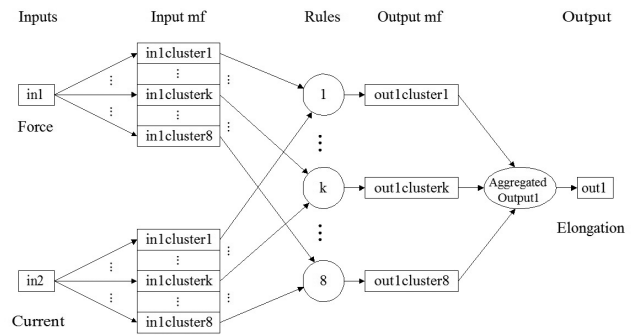 Inputs Input mf Rules Output mf Output
in1cluster1
⋮ ⋮ ⋮
in1 in1clusterk 1 out1cluster1
⋮ ⋮ ⋮
Force in1cluster8
⋮
k out1clusterk Aggregated Output1 out1
Elongation
in1cluster1 ⋮
⋮ ⋮ ⋮
in2 in1clusterk 8 out1cluster8
⋮ ⋮ ⋮
Current in1cluster8